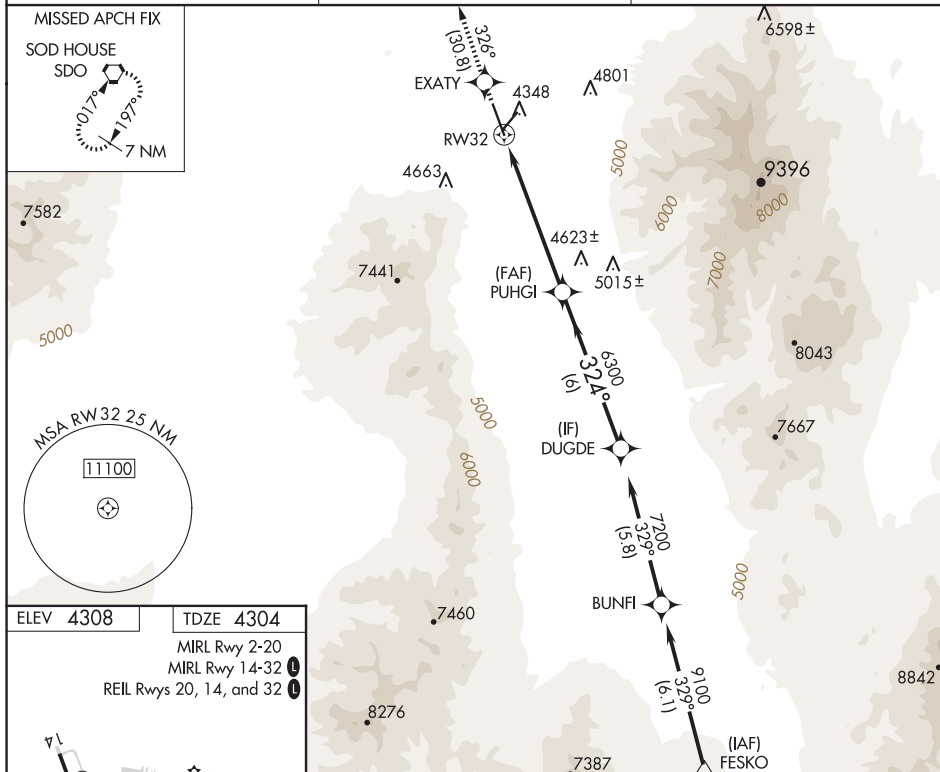 MISSED APCH FIX
SOD HOUSE
SDO
017°
197°
7 NM
326°
(30.8)
EXATY
4348
4801
6598±
RW32
5000
4663
9396
6000
8000
7582
7441
4623±
5015±
7000
(FAF)
PUHGI
5000
8043
6300
324°
(6)
5000
7667
MSA RW32 25 NM
11100
(IF)
DUGDE
6000
7200
329°
(5.8)
5000
BUNFI
7460
ELEV 4308
TDZE 4304
MIRL Rwy 2-20
MIRL Rwy 14-32 L
REIL Rwys 20, 14, and 32 L
9100
329°
(6.1)
8842
8276
14
(IAF)
FESKO
7387